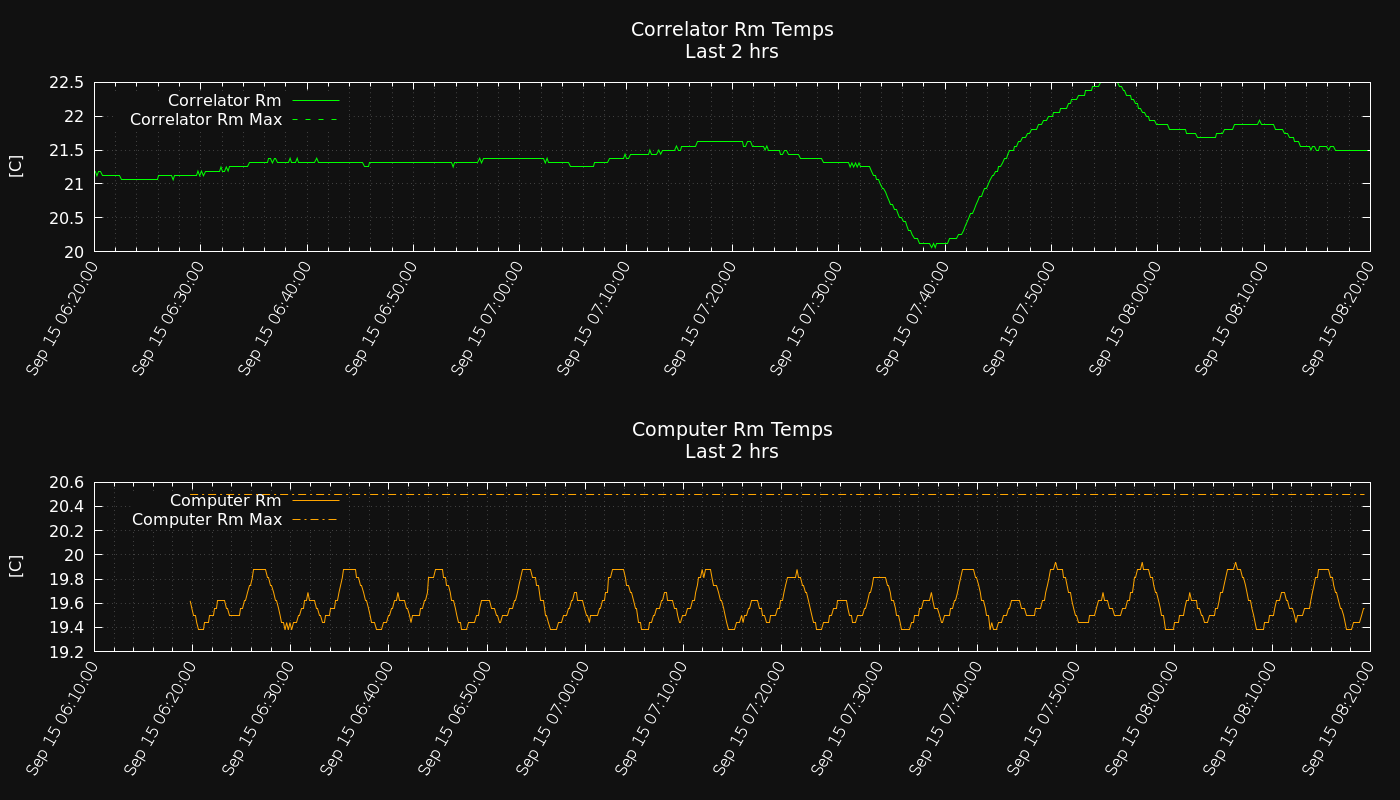 Correlator Rm Temps
Last 2 hrs
22.5
22
21.5
21
20.5
20
[C]
Correlator Rm
Correlator Rm Max
Sep 15 06:20:00
Sep 15 06:30:00
Sep 15 06:40:00
Sep 15 06:50:00
Sep 15 07:00:00
Sep 15 07:10:00
Sep 15 07:20:00
Sep 15 07:30:00
Sep 15 07:40:00
Sep 15 07:50:00
Sep 15 08:00:00
Sep 15 08:10:00
Sep 15 08:20:00
Computer Rm Temps
Last 2 hrs
20.6
20.4
20.2
20
19.8
19.6
19.4
19.2
[C]
Computer Rm
Computer Rm Max
Sep 15 06:10:00
Sep 15 06:20:00
Sep 15 06:30:00
Sep 15 06:40:00
Sep 15 06:50:00
Sep 15 07:00:00
Sep 15 07:10:00
Sep 15 07:20:00
Sep 15 07:30:00
Sep 15 07:40:00
Sep 15 07:50:00
Sep 15 08:00:00
Sep 15 08:10:00
Sep 15 08:20:00